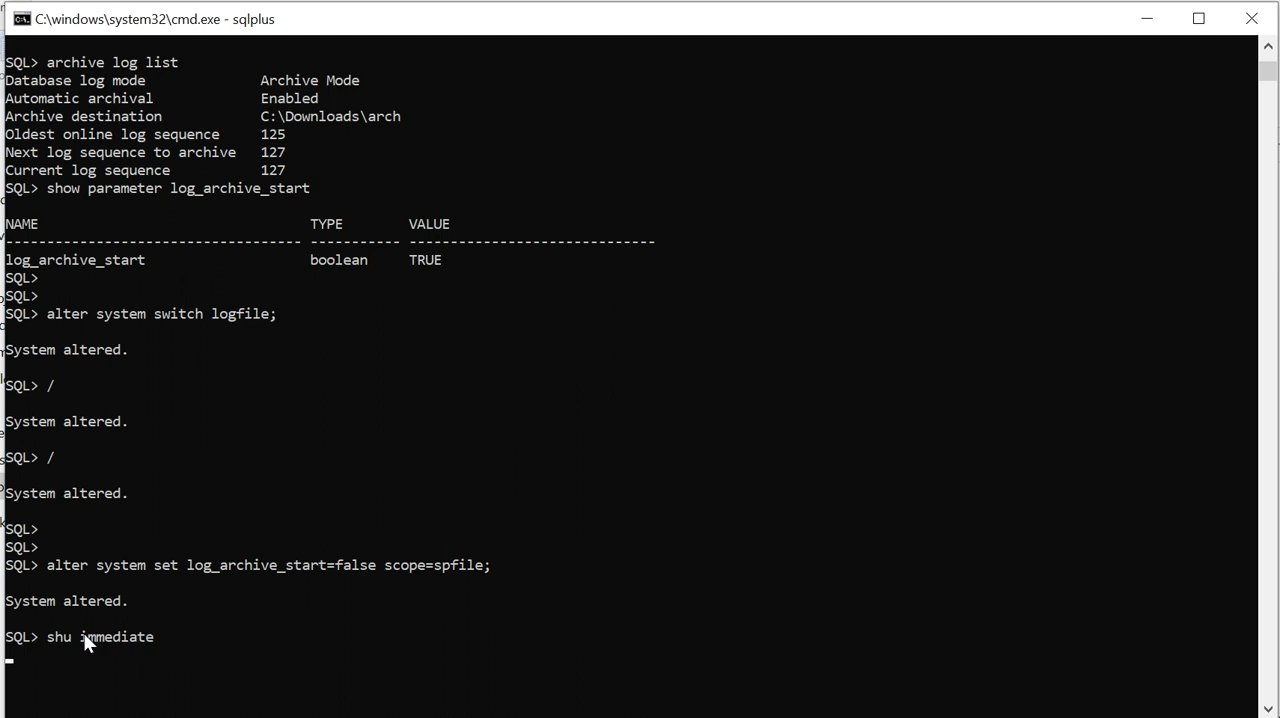 C:\windows\system32\cmd.exe - sqlplus
SQL> archive log list
Database log mode              Archive Mode
Automatic archival             Enabled
Archive destination            C:\Downloads\arch
Oldest online log sequence     125
Next log sequence to archive   127
Current log sequence           127
SQL> show parameter log_archive_start
NAME                                 TYPE        VALUE
------------------------------------ ----------- ------------------------------
log_archive_start                    boolean     TRUE
SQL>
SQL>
SQL> alter system switch logfile;
System altered.
SQL> /
System altered.
SQL> /
System altered.
SQL>
SQL>
SQL> alter system set log_archive_start=false scope=spfile;
System altered.
SQL> shu immediate